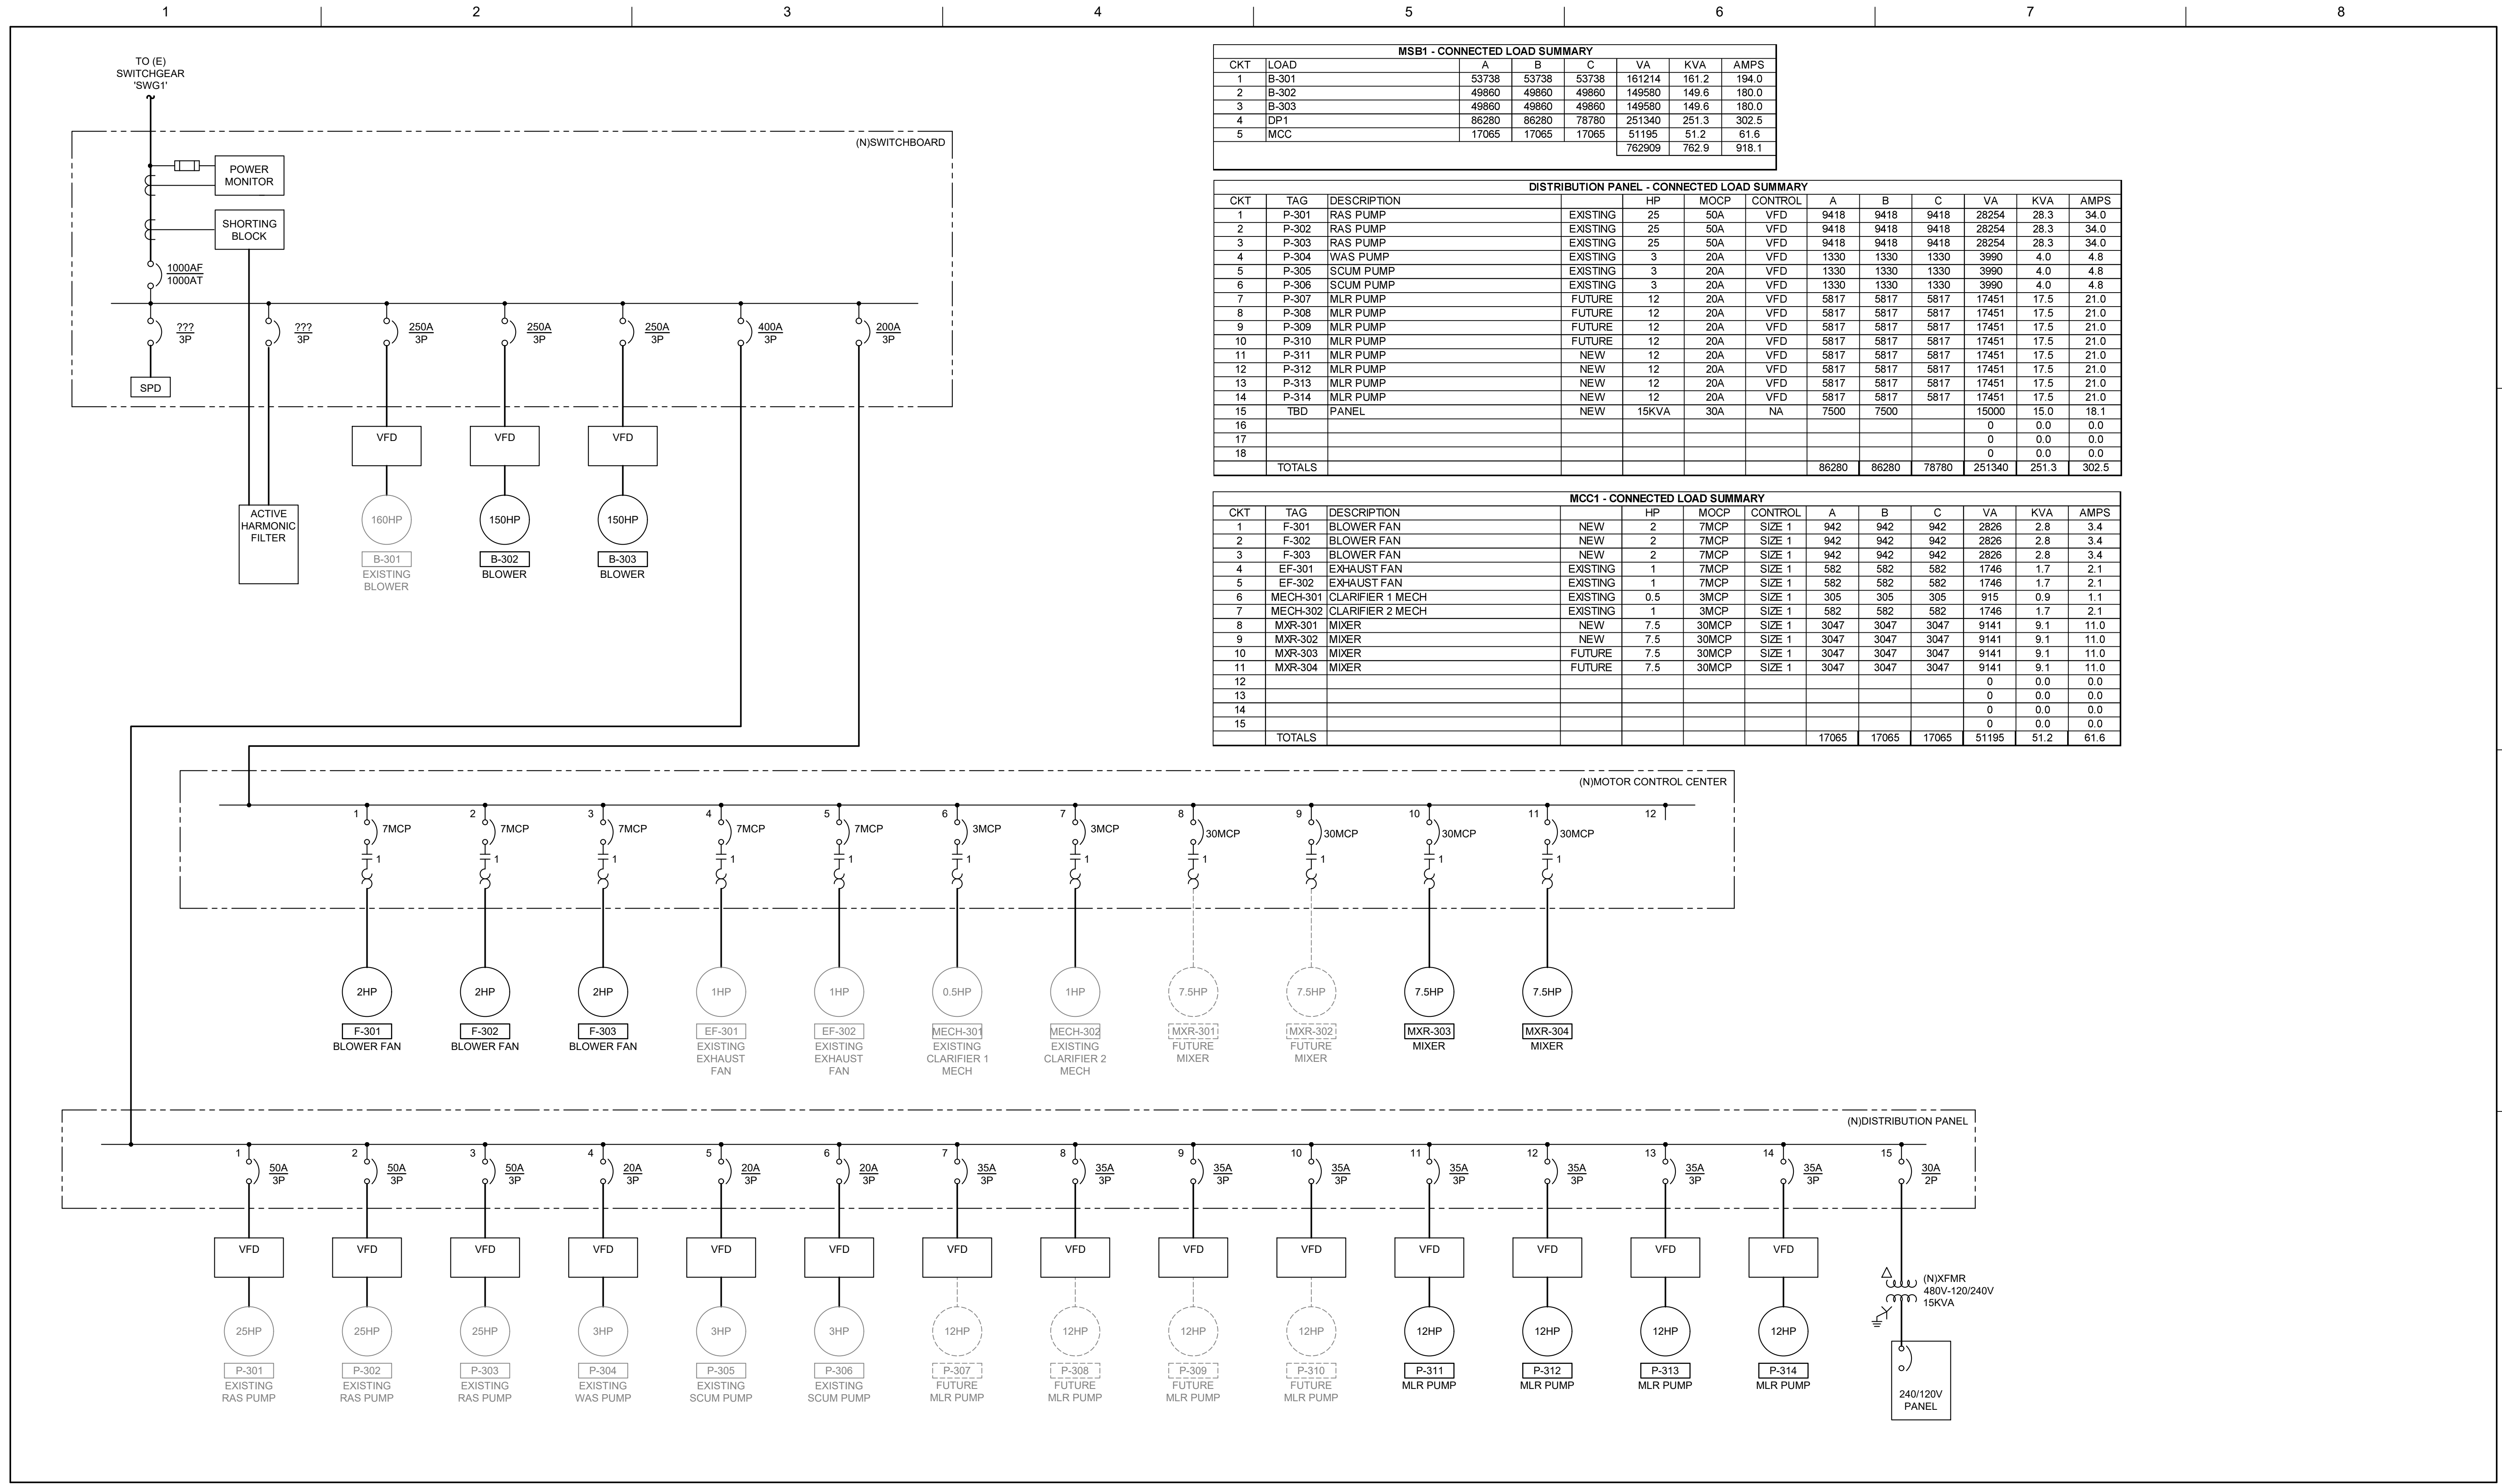 1 2 3 4 5 6 7 8
TO (E)
SWITCHGEAR
'SWG1'
(N)SWITCHBOARD
POWER
MONITOR
SHORTING
BLOCK
1000AF
1000AT
??? ??? 250A 250A 250A 400A 200A
3P 3P 3P 3P 3P 3P 3P
SPD
VFD VFD VFD
ACTIVE
HARMONIC
FILTER
160HP 150HP 150HP
B-301 B-302 B-303
EXISTING BLOWER BLOWER
BLOWER
MSB1 - CONNECTED LOAD SUMMARY
CKT LOAD A B C VA KVA AMPS
1 B-301 53738 53738 53738 161214 161.2 194.0
2 B-302 49860 49860 49860 149580 149.6 180.0
3 B-303 49860 49860 49860 149580 149.6 180.0
4 DP1 86280 86280 78780 251340 251.3 302.5
5 MCC 17065 17065 17065 51195 51.2 61.6
762909 762.9 918.1
DISTRIBUTION PANEL - CONNECTED LOAD SUMMARY
CKT TAG DESCRIPTION HP MOCP CONTROL A B C VA KVA AMPS
1 P-301 RAS PUMP EXISTING 25 50A VFD 9418 9418 9418 28254 28.3 34.0
2 P-302 RAS PUMP EXISTING 25 50A VFD 9418 9418 9418 28254 28.3 34.0
3 P-303 RAS PUMP EXISTING 25 50A VFD 9418 9418 9418 28254 28.3 34.0
4 P-304 WAS PUMP EXISTING 3 20A VFD 1330 1330 1330 3990 4.0 4.8
5 P-305 SCUM PUMP EXISTING 3 20A VFD 1330 1330 1330 3990 4.0 4.8
6 P-306 SCUM PUMP EXISTING 3 20A VFD 1330 1330 1330 3990 4.0 4.8
7 P-307 MLR PUMP FUTURE 12 20A VFD 5817 5817 5817 17451 17.5 21.0
8 P-308 MLR PUMP FUTURE 12 20A VFD 5817 5817 5817 17451 17.5 21.0
9 P-309 MLR PUMP FUTURE 12 20A VFD 5817 5817 5817 17451 17.5 21.0
10 P-310 MLR PUMP FUTURE 12 20A VFD 5817 5817 5817 17451 17.5 21.0
11 P-311 MLR PUMP NEW 12 20A VFD 5817 5817 5817 17451 17.5 21.0
12 P-312 MLR PUMP NEW 12 20A VFD 5817 5817 5817 17451 17.5 21.0
13 P-313 MLR PUMP NEW 12 20A VFD 5817 5817 5817 17451 17.5 21.0
14 P-314 MLR PUMP NEW 12 20A VFD 5817 5817 5817 17451 17.5 21.0
15 TBD PANEL NEW 15KVA 30A NA 7500 7500 15000 15.0 18.1
16 0 0.0 0.0
17 0 0.0 0.0
18 0 0.0 0.0
TOTALS 86280 86280 78780 251340 251.3 302.5
MCC1 - CONNECTED LOAD SUMMARY
CKT TAG DESCRIPTION HP MOCP CONTROL A B C VA KVA AMPS
1 F-301 BLOWER FAN NEW 2 7MCP SIZE 1 942 942 942 2826 2.8 3.4
2 F-302 BLOWER FAN NEW 2 7MCP SIZE 1 942 942 942 2826 2.8 3.4
3 F-303 BLOWER FAN NEW 2 7MCP SIZE 1 942 942 942 2826 2.8 3.4
4 EF-301 EXHAUST FAN EXISTING 1 7MCP SIZE 1 582 582 582 1746 1.7 2.1
5 EF-302 EXHAUST FAN EXISTING 1 7MCP SIZE 1 582 582 582 1746 1.7 2.1
6 MECH-301 CLARIFIER 1 MECH EXISTING 0.5 3MCP SIZE 1 305 305 305 915 0.9 1.1
7 MECH-302 CLARIFIER 2 MECH EXISTING 1 3MCP SIZE 1 582 582 582 1746 1.7 2.1
8 MXR-301 MIXER NEW 7.5 30MCP SIZE 1 3047 3047 3047 9141 9.1 11.0
9 MXR-302 MIXER NEW 7.5 30MCP SIZE 1 3047 3047 3047 9141 9.1 11.0
10 MXR-303 MIXER FUTURE 7.5 30MCP SIZE 1 3047 3047 3047 9141 9.1 11.0
11 MXR-304 MIXER FUTURE 7.5 30MCP SIZE 1 3047 3047 3047 9141 9.1 11.0
12 0 0.0 0.0
13 0 0.0 0.0
14 0 0.0 0.0
15 0 0.0 0.0
TOTALS 17065 17065 17065 51195 51.2 61.6
(N)MOTOR CONTROL CENTER
1 2 3 4 5 6 7 8 9 10 11 12
7MCP 7MCP 7MCP 7MCP 7MCP 3MCP 3MCP 30MCP 30MCP 30MCP 30MCP
1 1 1 1 1 1 1 1 1 1 1
2HP 2HP 2HP 1HP 1HP 0.5HP 1HP 7.5HP 7.5HP 7.5HP 7.5HP
F-301 F-302 F-303 EF-301 EF-302 MECH-301 MECH-302 MXR-301 MXR-302 MXR-303 MXR-304
BLOWER FAN BLOWER FAN BLOWER FAN EXISTING EXISTING EXISTING EXISTING FUTURE FUTURE MIXER MIXER
EXHAUST EXHAUST CLARIFIER 1 CLARIFIER 2 MIXER MIXER
FAN FAN MECH MECH
(N)DISTRIBUTION PANEL
1 2 3 4 5 6 7 8 9 10 11 12 13 14 15
50A 50A 50A 20A 20A 20A 35A 35A 35A 35A 35A 35A 35A 35A 30A
3P 3P 3P 3P 3P 3P 3P 3P 3P 3P 3P 3P 3P 3P 2P
VFD VFD VFD VFD VFD VFD VFD VFD VFD VFD VFD VFD VFD VFD
(N)XFMR
480V-120/240V
15KVA
25HP 25HP 25HP 3HP 3HP 3HP 12HP 12HP 12HP 12HP 12HP 12HP 12HP 12HP
P-301 P-302 P-303 P-304 P-305 P-306 P-307 P-308 P-309 P-310 P-311 P-312 P-313 P-314
EXISTING EXISTING EXISTING EXISTING EXISTING EXISTING FUTURE FUTURE FUTURE FUTURE MLR PUMP MLR PUMP MLR PUMP MLR PUMP
RAS PUMP RAS PUMP RAS PUMP WAS PUMP SCUM PUMP SCUM PUMP MLR PUMP MLR PUMP MLR PUMP MLR PUMP
240/120V
PANEL